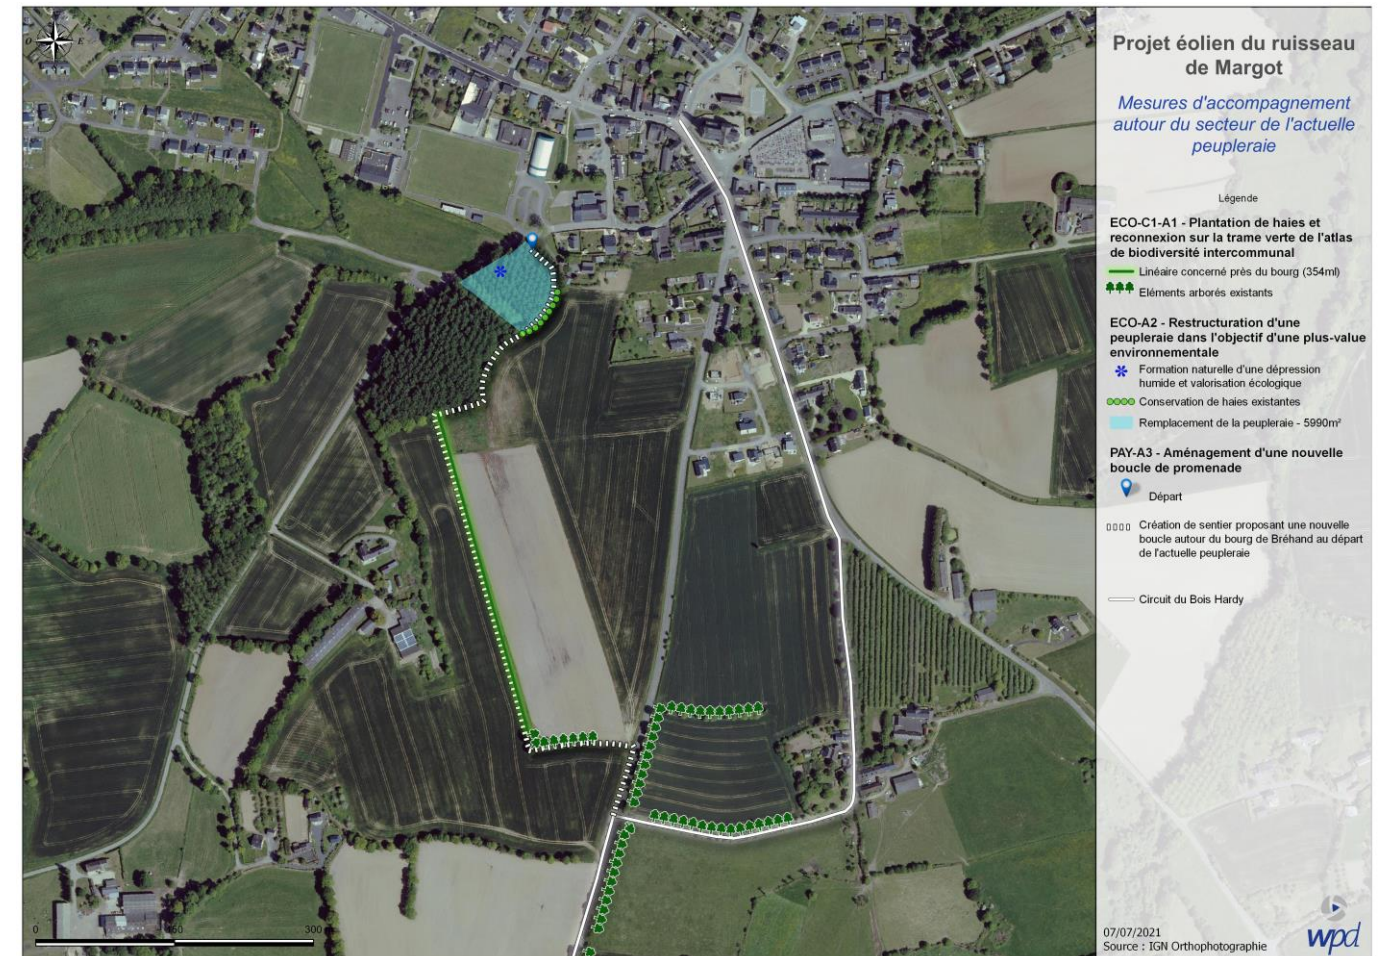 Projet éolien du ruisseau
de Margot
Mesures d'accompagnement
autour du secteur de l'actuelle
peupleraie
Légende
ECO-C1-A1 - Plantation de haies et
reconnexion sur la trame verte de l'atlas
de biodiversité intercommunal
Linéaire concerné près du bourg (354ml)
Eléments arborés existants
ECO-A2 - Restructuration d'une
peupleraie dans l'objectif d'une plus-value
environnementale
Formation naturelle d'une dépression
humide et valorisation écologique
Conservation de haies existantes
Remplacement de la peupleraie - 5990m²
PAY-A3 - Aménagement d'une nouvelle
boucle de promenade
Départ
Création de sentier proposant une nouvelle
boucle autour du bourg de Bréhand au départ
de l'actuelle peupleraie
Circuit du Bois Hardy
0 300
07/07/2021
Source : IGN Orthophotographie
wpd